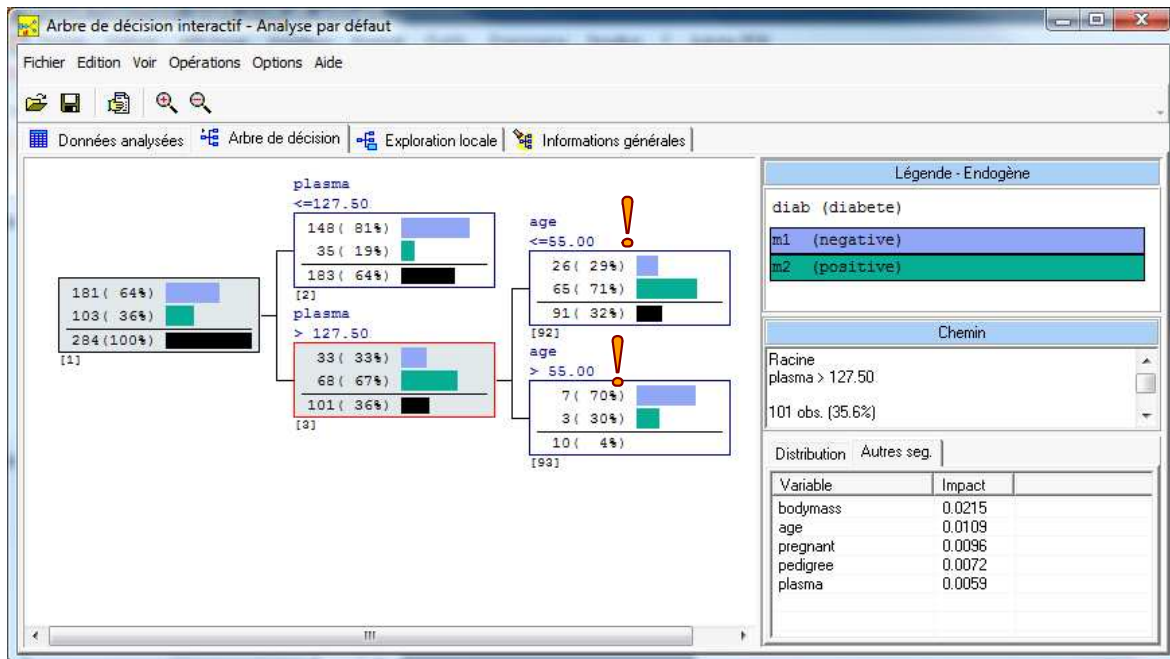 Arbre de décision interactif - Analyse par défaut
Fichier Edition Voir Opérations Options Aide
Données analysées Arbre de décision Exploration locale Informations générales
181( 64%)
103( 36%)
284(100%)
[1]
plasma
<=127.50
148( 81%)
35( 19%)
183( 64%)
[2]
plasma
> 127.50
33( 33%)
68( 67%)
101( 36%)
[3]
age
<=55.00
26( 29%)
65( 71%)
91( 32%)
[92]
age
> 55.00
7( 70%)
3( 30%)
10( 4%)
[93]
Légende - Endogène
diab (diabete)
m1 (negative)
m2 (positive)
Chemin
Racine
plasma > 127.50
101 obs. (35.6%)
Distribution Autres seg.
Variable Impact
bodymass 0.0215
age 0.0109
pregnant 0.0096
pedigree 0.0072
plasma 0.0059